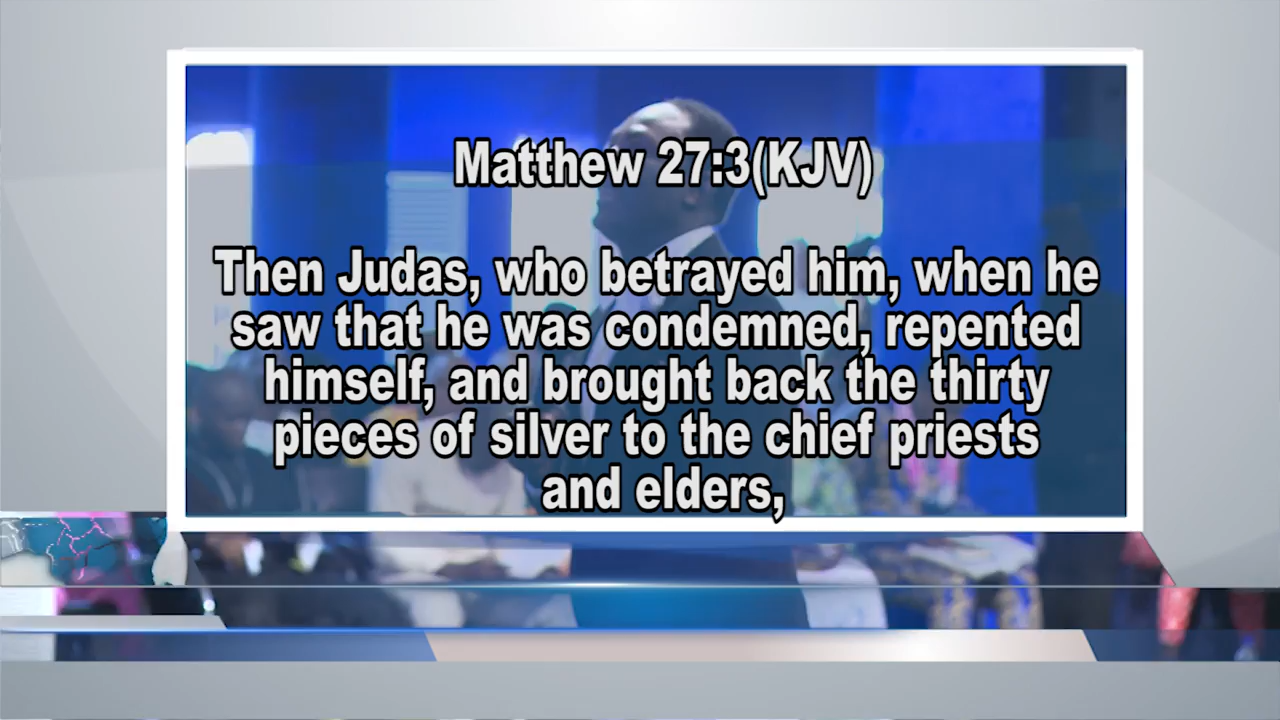 Matthew 27:3(KJV)
Then Judas, who betrayed him, when he
saw that he was condemned, repented
himself, and brought back the thirty
pieces of silver to the chief priests
and elders,